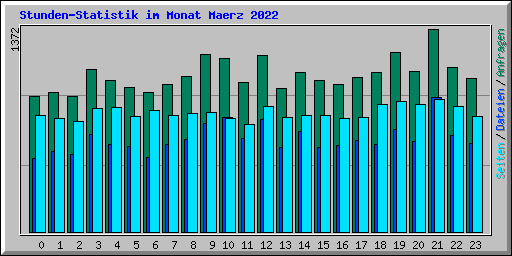 Stunden-Statistik im Monat Maerz 2022
1372
Seiten / Dateien / Anfragen
0 1 2 3 4 5 6 7 8 9 10 11 12 13 14 15 16 17 18 19 20 21 22 23